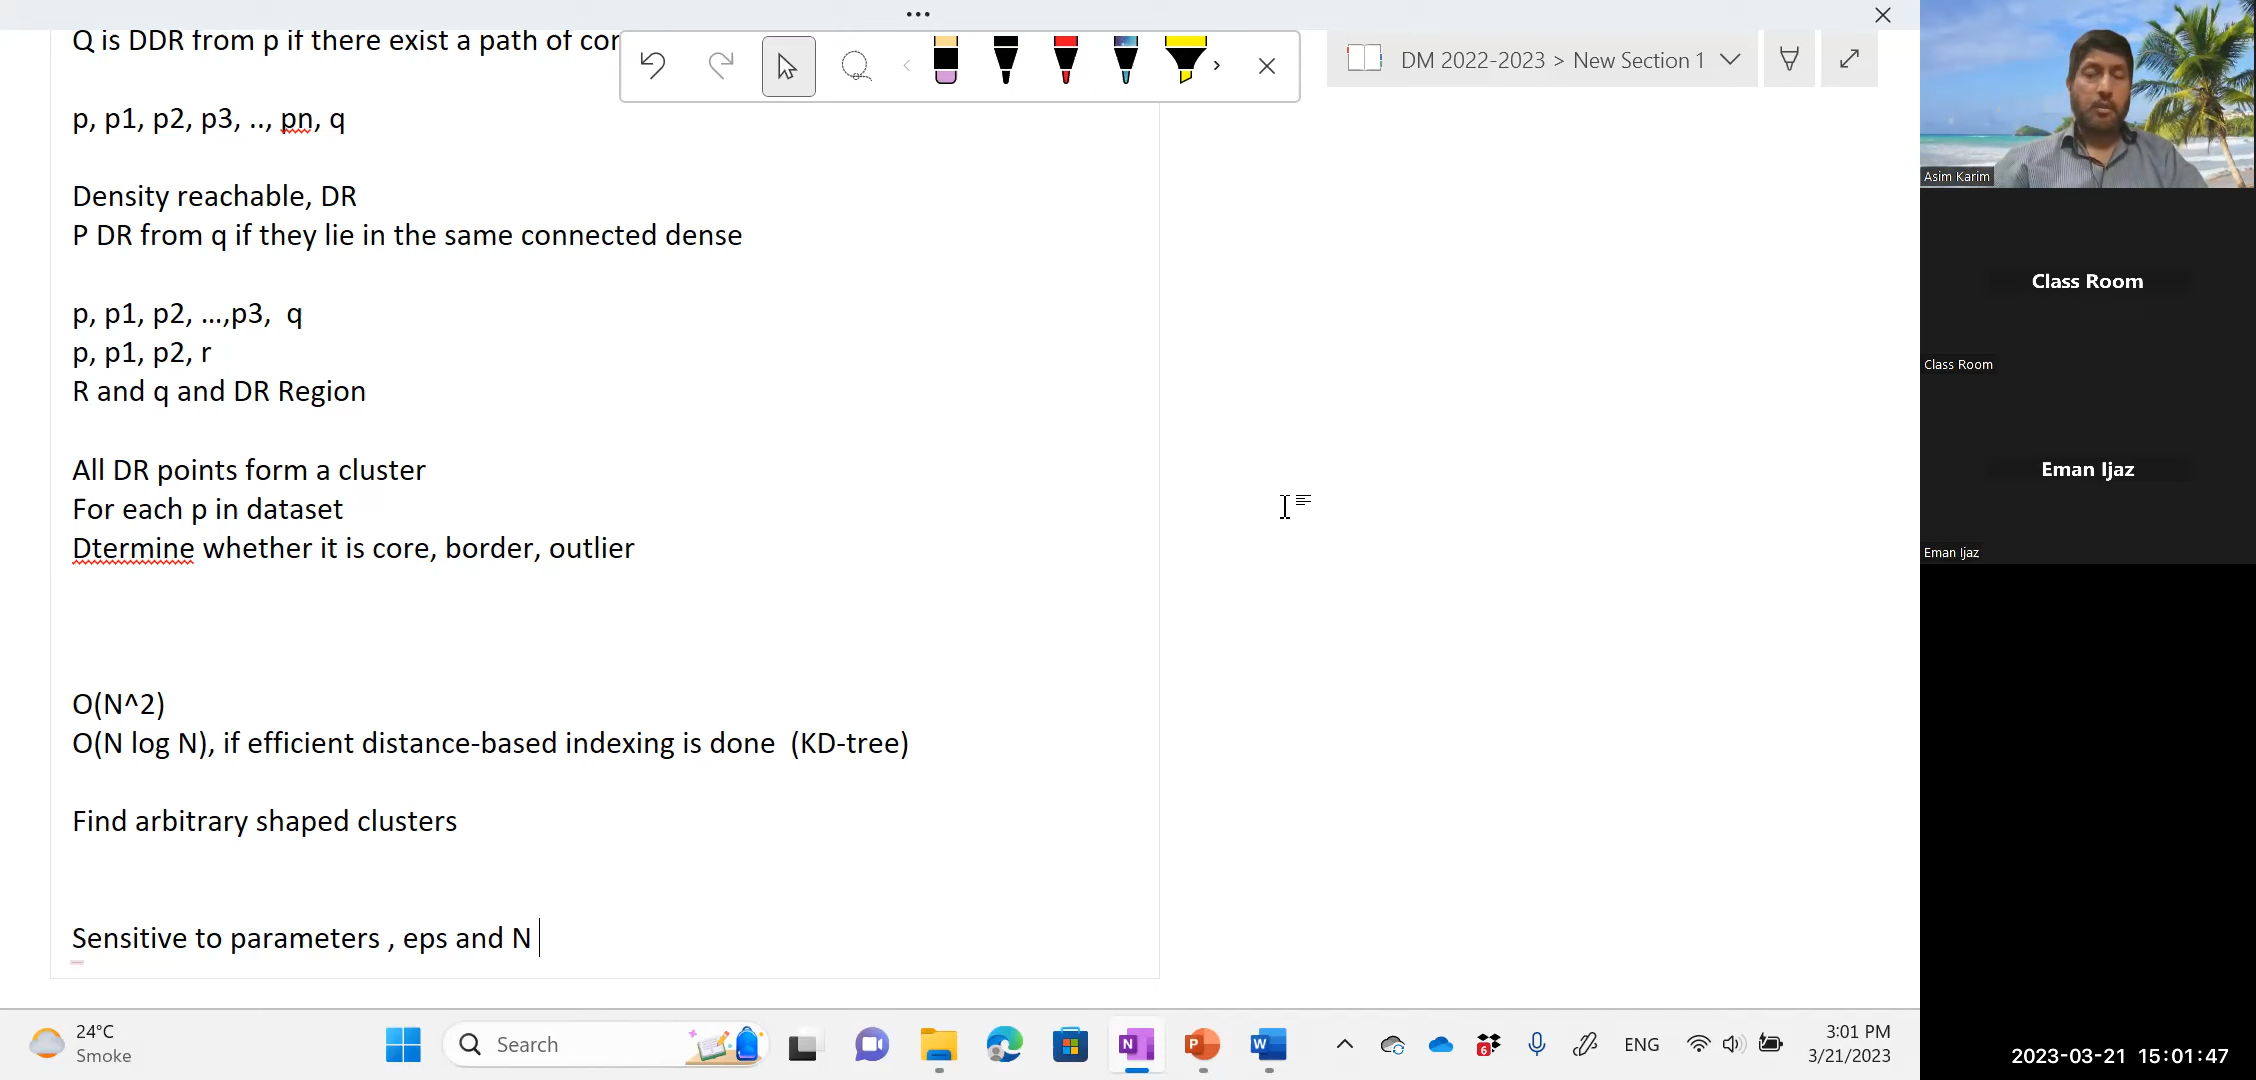 Q is DDR from p if there exist a path of cor
DM 2022-2023 > New Section 1
p, p1, p2, p3, .., pn, q
Density reachable, DR
P DR from q if they lie in the same connected dense
p, p1, p2, ...,p3,  q
p, p1, p2, r
R and q and DR Region
All DR points form a cluster
For each p in dataset
Dtermine whether it is core, border, outlier
O(N^2)
O(N log N), if efficient distance-based indexing is done  (KD-tree)
Find arbitrary shaped clusters
Sensitive to parameters , eps and N
Asim Karim
Class Room
Class Room
Eman Ijaz
Eman Ijaz
24°C
Smoke
Search
N
P
W
6
ENG
3:01 PM
3/21/2023
2023-03-21 15:01:47